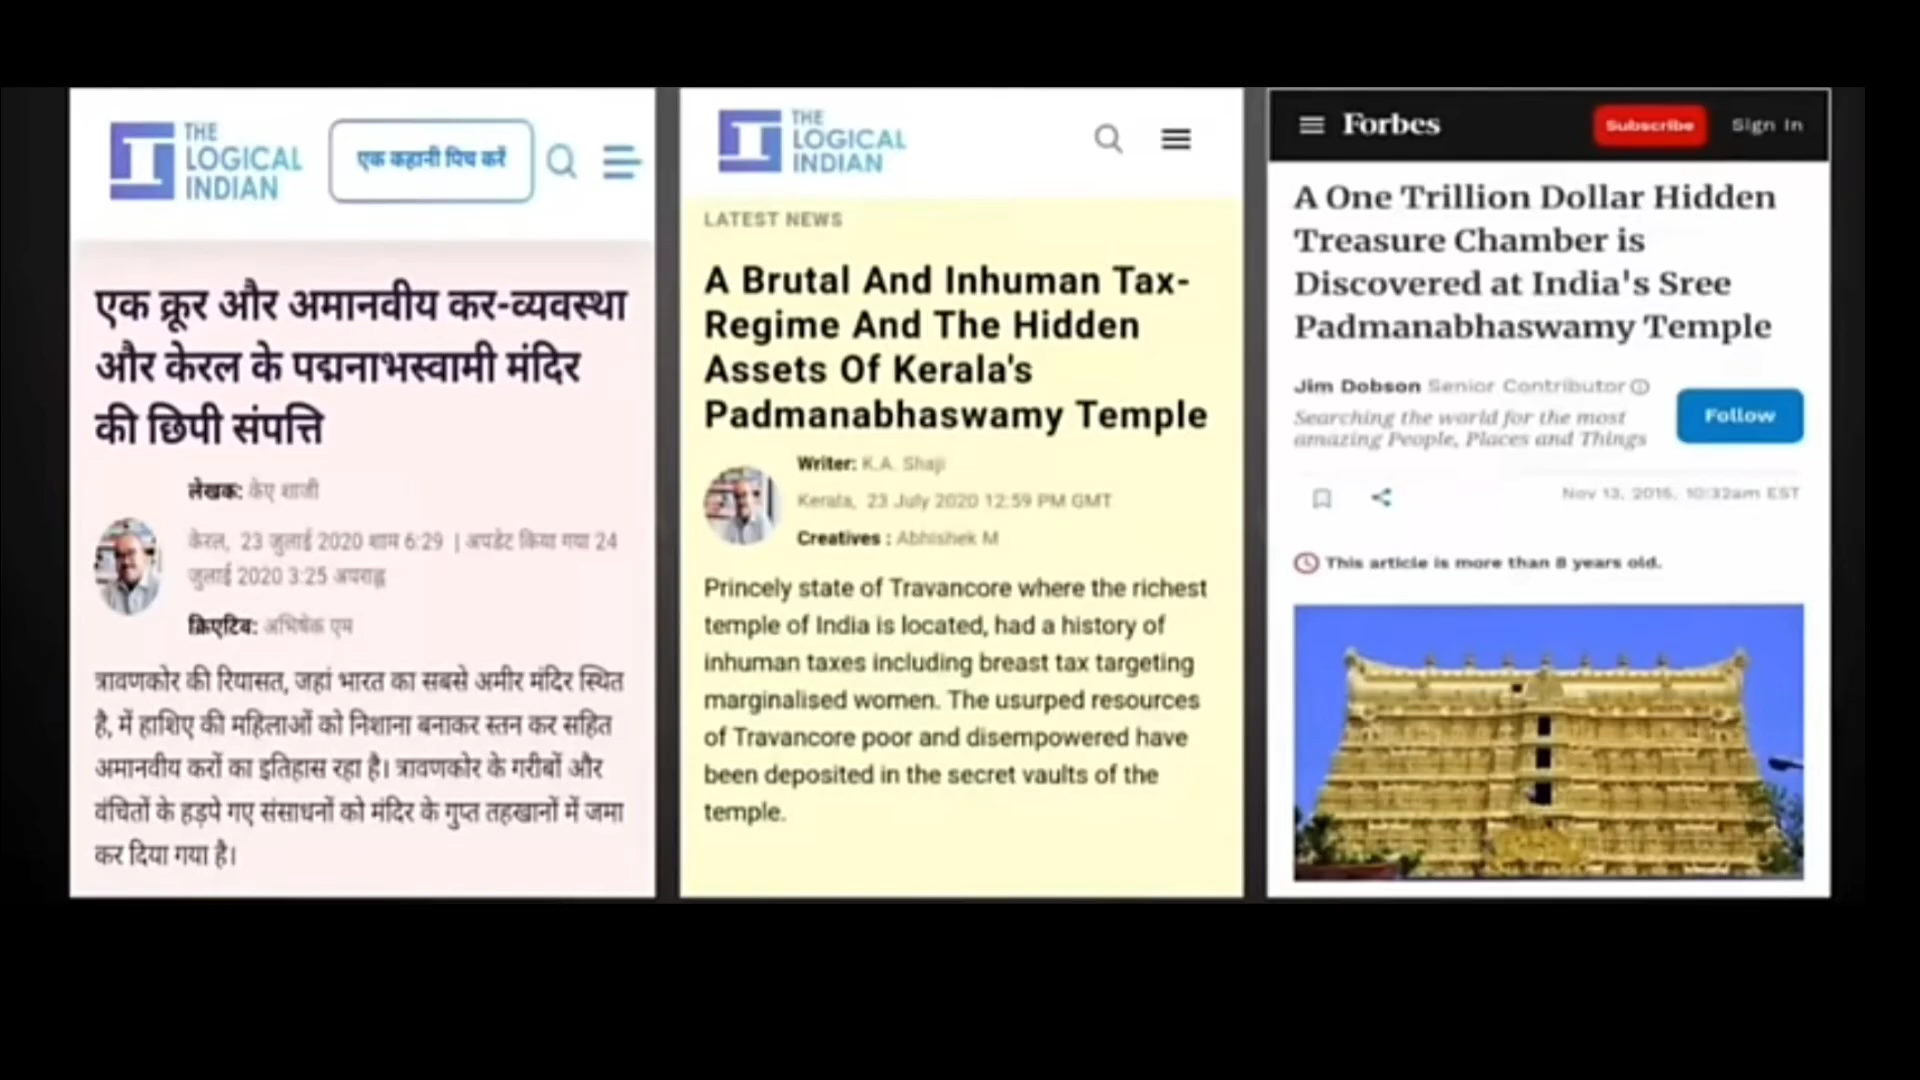 THE
LOGICAL
INDIAN
एक कहानी पिच करें
एक क्रूर और अमानवीय कर-व्यवस्था
और केरल के पद्मनाभस्वामी मंदिर
की छिपी संपत्ति
लेखक: केए शाजी
केरल, 23 जुलाई 2020 शाम 6:29 | अपडेट किया गया 24
जुलाई 2020 3:25 अपराह्न
क्रिएटिव: अभिषेक एम
त्रावणकोर की रियासत, जहां भारत का सबसे अमीर मंदिर स्थित
है, में हाशिए की महिलाओं को निशाना बनाकर स्तन कर सहित
अमानवीय करों का इतिहास रहा है। त्रावणकोर के गरीबों और
वंचितों के हड़पे गए संसाधनों को मंदिर के गुप्त तहखानों में जमा
कर दिया गया है।
THE
LOGICAL
INDIAN
LATEST NEWS
A Brutal And Inhuman Tax-
Regime And The Hidden
Assets Of Kerala's
Padmanabhaswamy Temple
Writer: K.A. Shaji
Kerala, 23 July 2020 12:59 PM GMT
Creatives : Abhishek M
Princely state of Travancore where the richest
temple of India is located, had a history of
inhuman taxes including breast tax targeting
marginalised women. The usurped resources
of Travancore poor and disempowered have
been deposited in the secret vaults of the
temple.
Forbes
Subscribe
Sign In
A One Trillion Dollar Hidden
Treasure Chamber is
Discovered at India's Sree
Padmanabhaswamy Temple
Jim Dobson Senior Contributor
Searching the world for the most
amazing People, Places and Things
Follow
Nov 13, 2015, 10:32am EST
This article is more than 8 years old.